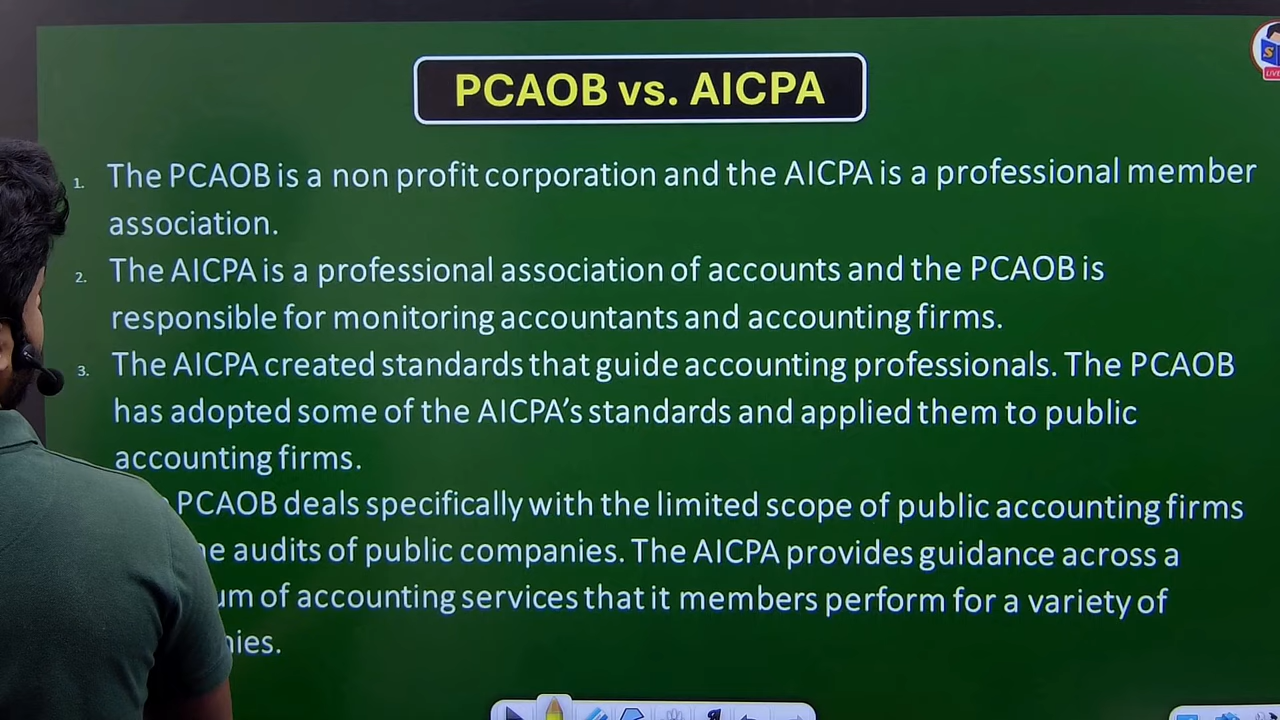 PCAOB vs. AICPA
1. The PCAOB is a non profit corporation and the AICPA is a professional member
association.
2. The AICPA is a professional association of accounts and the PCAOB is
responsible for monitoring accountants and accounting firms.
3. The AICPA created standards that guide accounting professionals. The PCAOB
has adopted some of the AICPA's standards and applied them to public
accounting firms.
PCAOB deals specifically with the limited scope of public accounting firms
audits of public companies. The AICPA provides guidance across a
of accounting services that it members perform for a variety of
S
LIVE